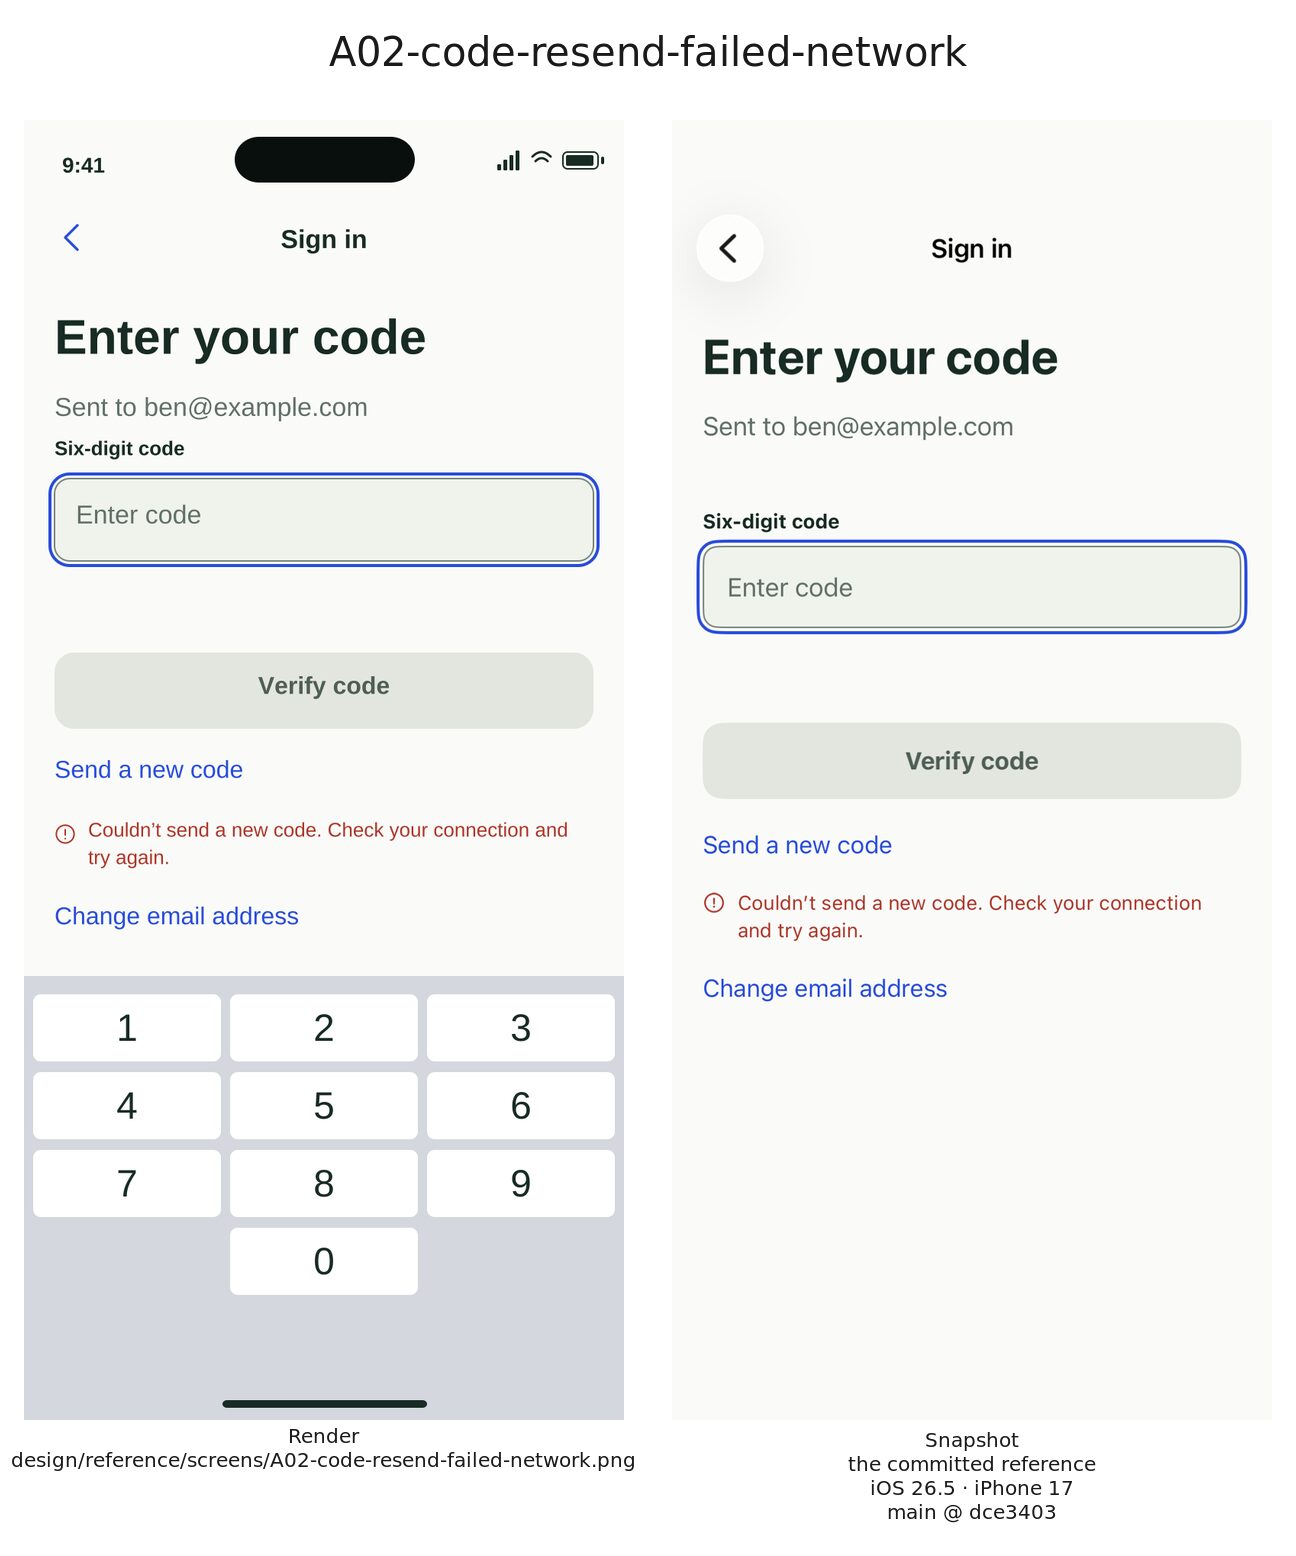 A02-code-resend-failed-network
9:41
Sign in
Enter your code
Sent to ben@example.com
Six-digit code
Enter code
Verify code
Send a new code
Couldn’t send a new code. Check your connection and
try again.
Change email address
1 2 3
4 5 6
7 8 9
0
Render
design/reference/screens/A02-code-resend-failed-network.png
Sign in
Enter your code
Sent to ben@example.com
Six-digit code
Enter code
Verify code
Send a new code
Couldn’t send a new code. Check your connection
and try again.
Change email address
Snapshot
the committed reference
iOS 26.5 · iPhone 17
main @ dce3403